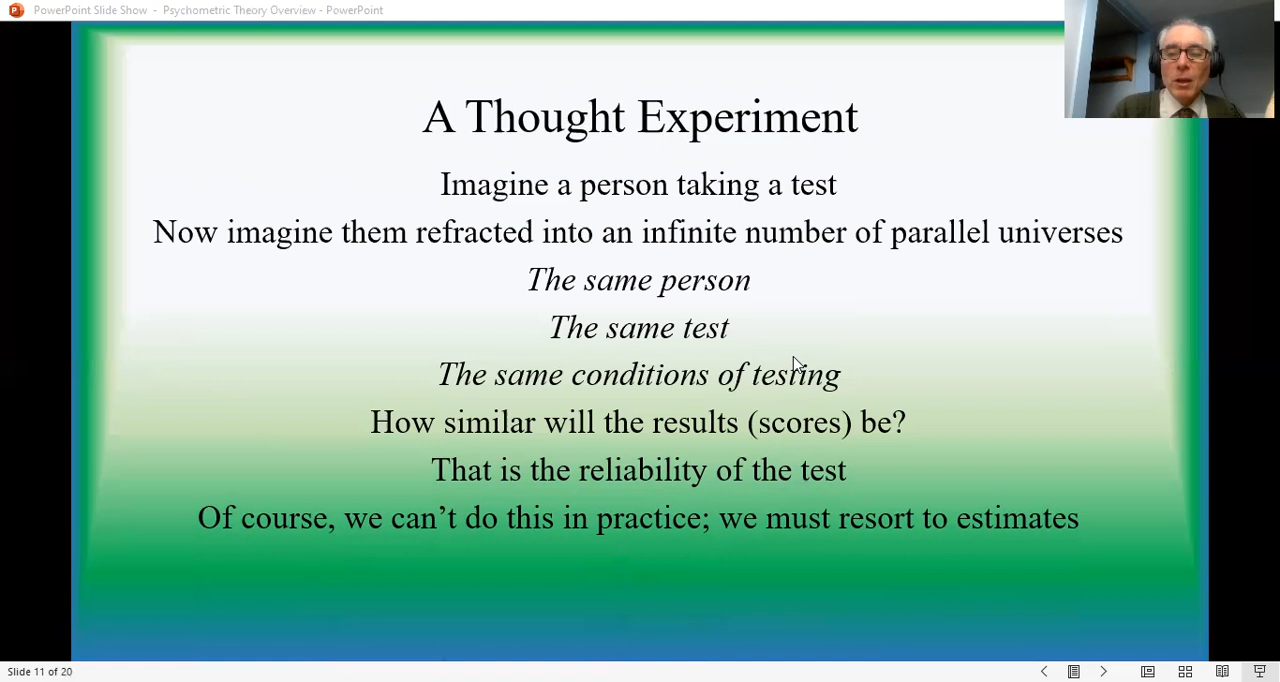 PowerPoint Slide Show - Psychometric Theory Overview - PowerPoint
A Thought Experiment
Imagine a person taking a test
Now imagine them refracted into an infinite number of parallel universes
The same person
The same test
The same conditions of testing
How similar will the results (scores) be?
That is the reliability of the test
Of course, we can’t do this in practice; we must resort to estimates
Slide 11 of 20